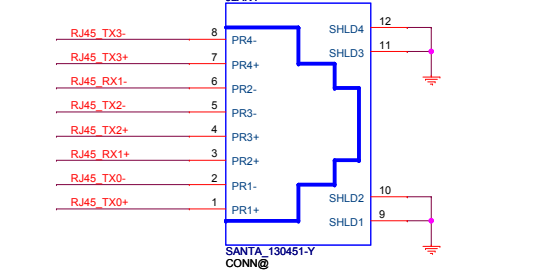 RJ45_TX3- 8 PR4- SHLD4 12
RJ45_TX3+ 7 PR4+ SHLD3 11
RJ45_RX1- 6 PR2-
RJ45_TX2- 5 PR3-
RJ45_TX2+ 4 PR3+
RJ45_RX1+ 3 PR2+
RJ45_TX0- 2 PR1- SHLD2 10
RJ45_TX0+ 1 PR1+ SHLD1 9
SANTA_130451-Y
CONN@